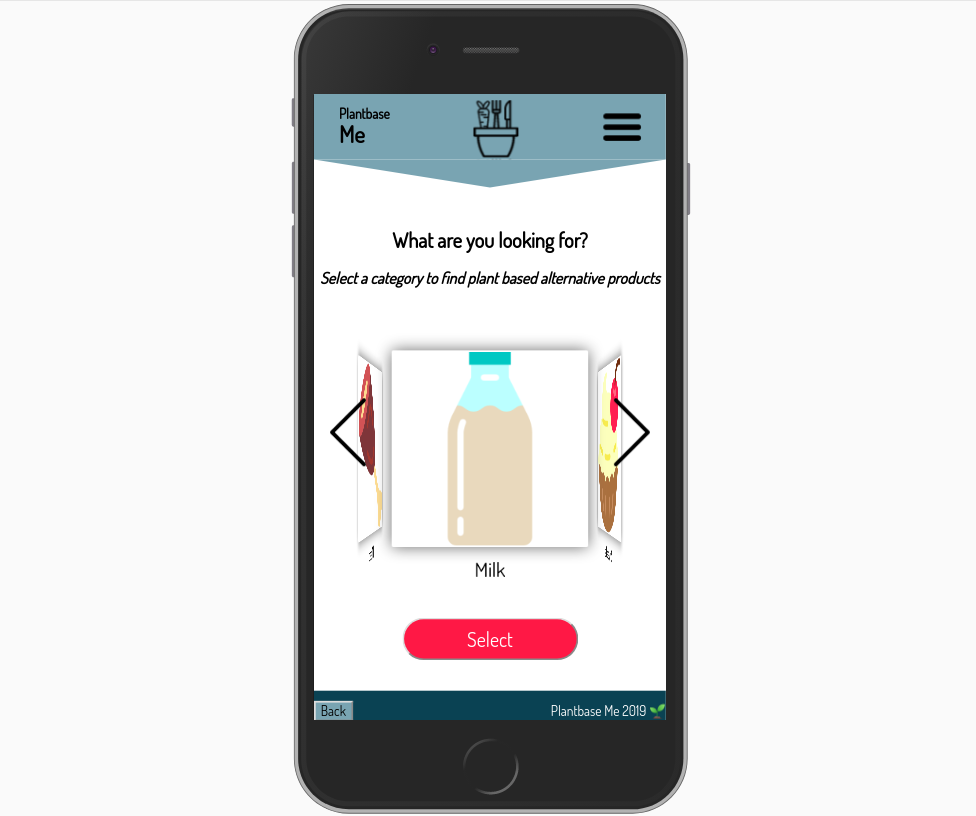 Plantbase
Me
What are you looking for?
Select a category to find plant based alternative products
Milk
Select
Back
Plantbase Me 2019